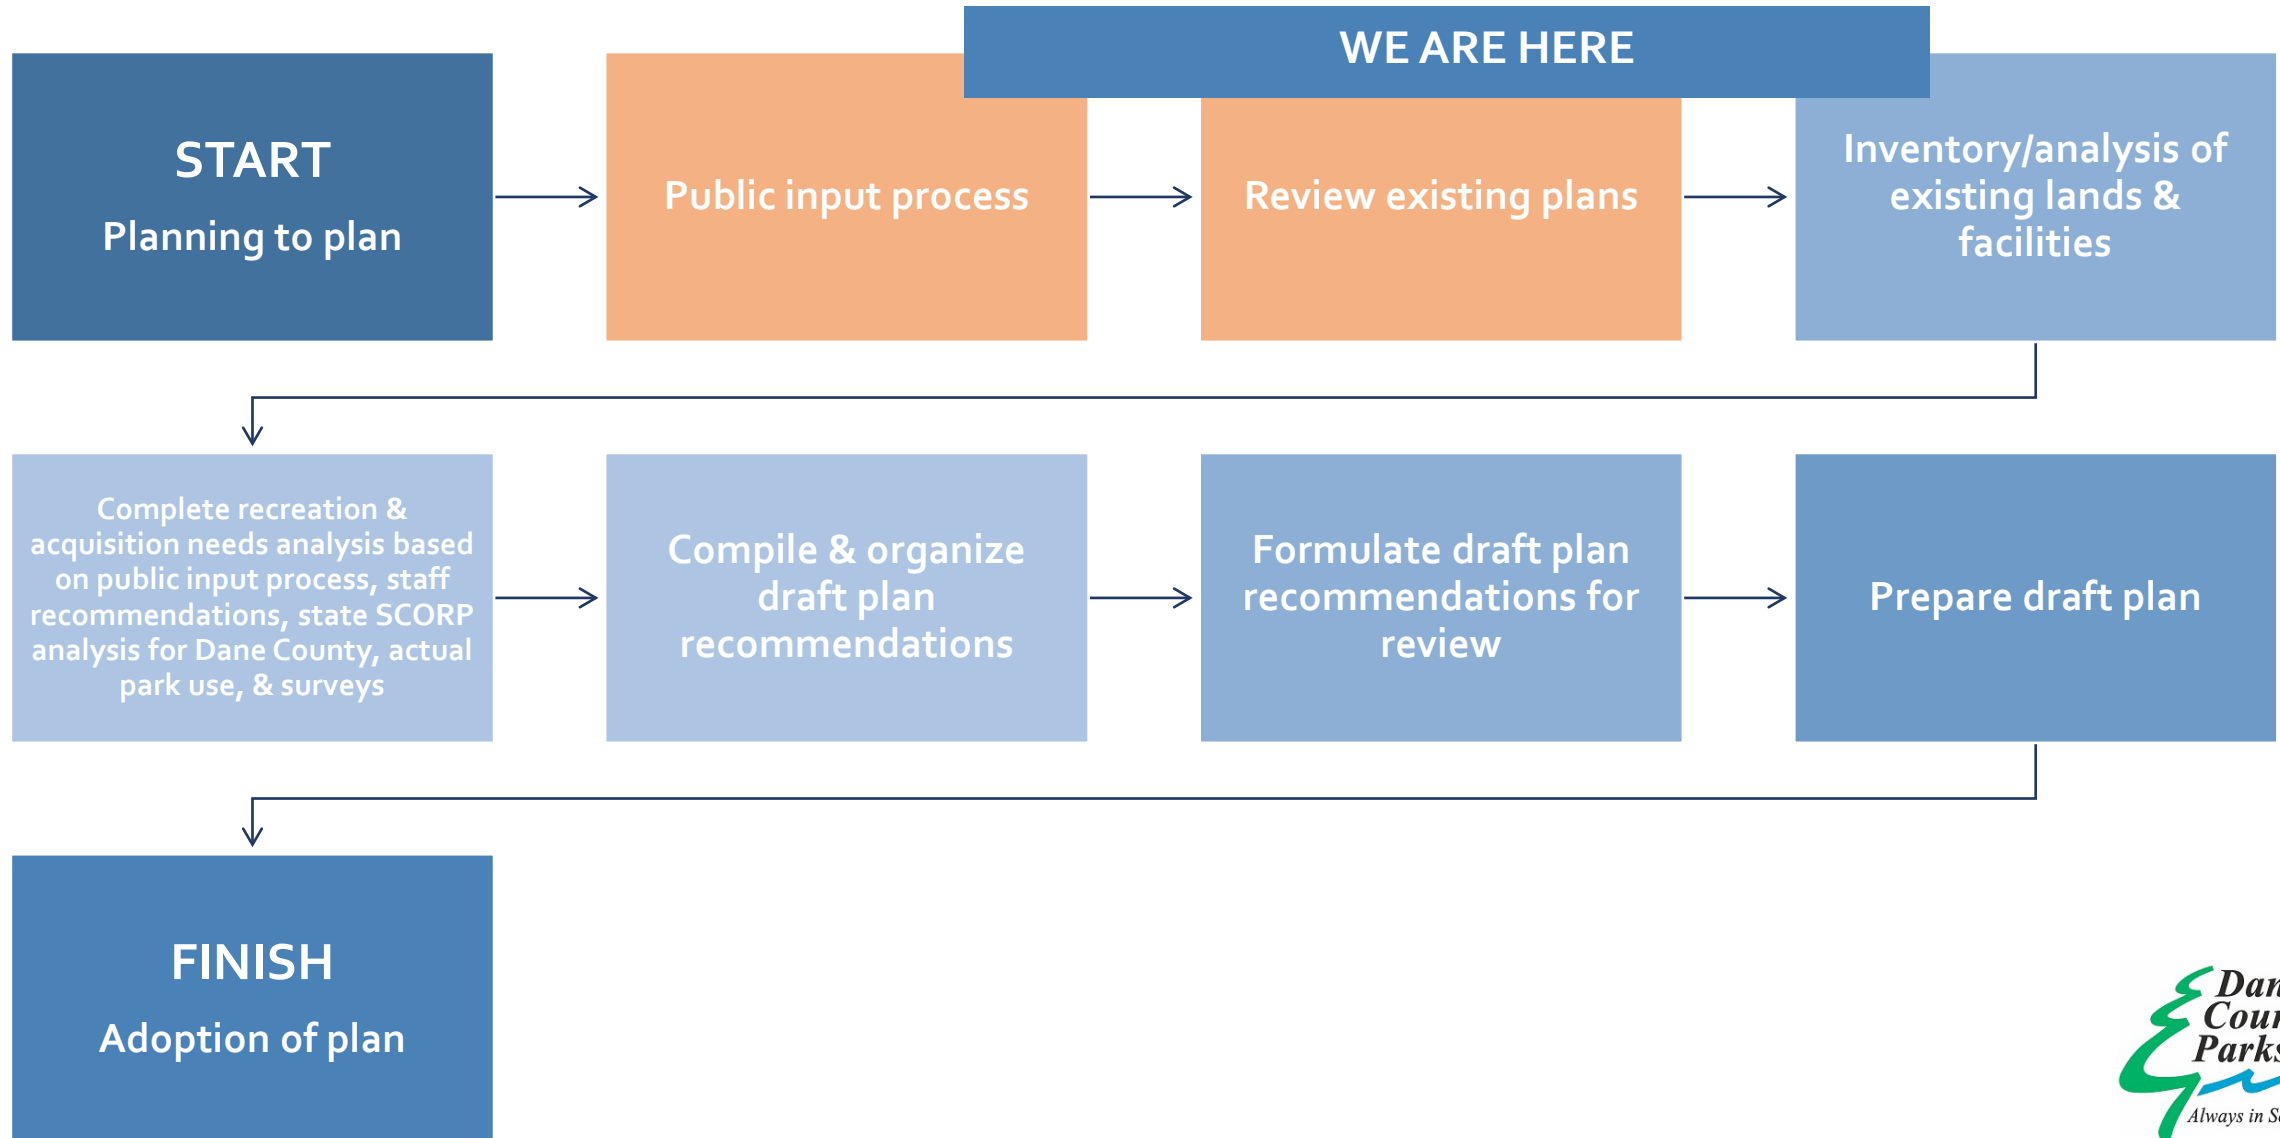 WE ARE HERE
START
Planning to plan
Public input process
Review existing plans
Inventory/analysis of
existing lands &
facilities
Complete recreation &
acquisition needs analysis based
on public input process, staff
recommendations, state SCORP
analysis for Dane County, actual
park use, & surveys
Compile & organize
draft plan
recommendations
Formulate draft plan
recommendations for
review
Prepare draft plan
FINISH
Adoption of plan
Parks
Always in